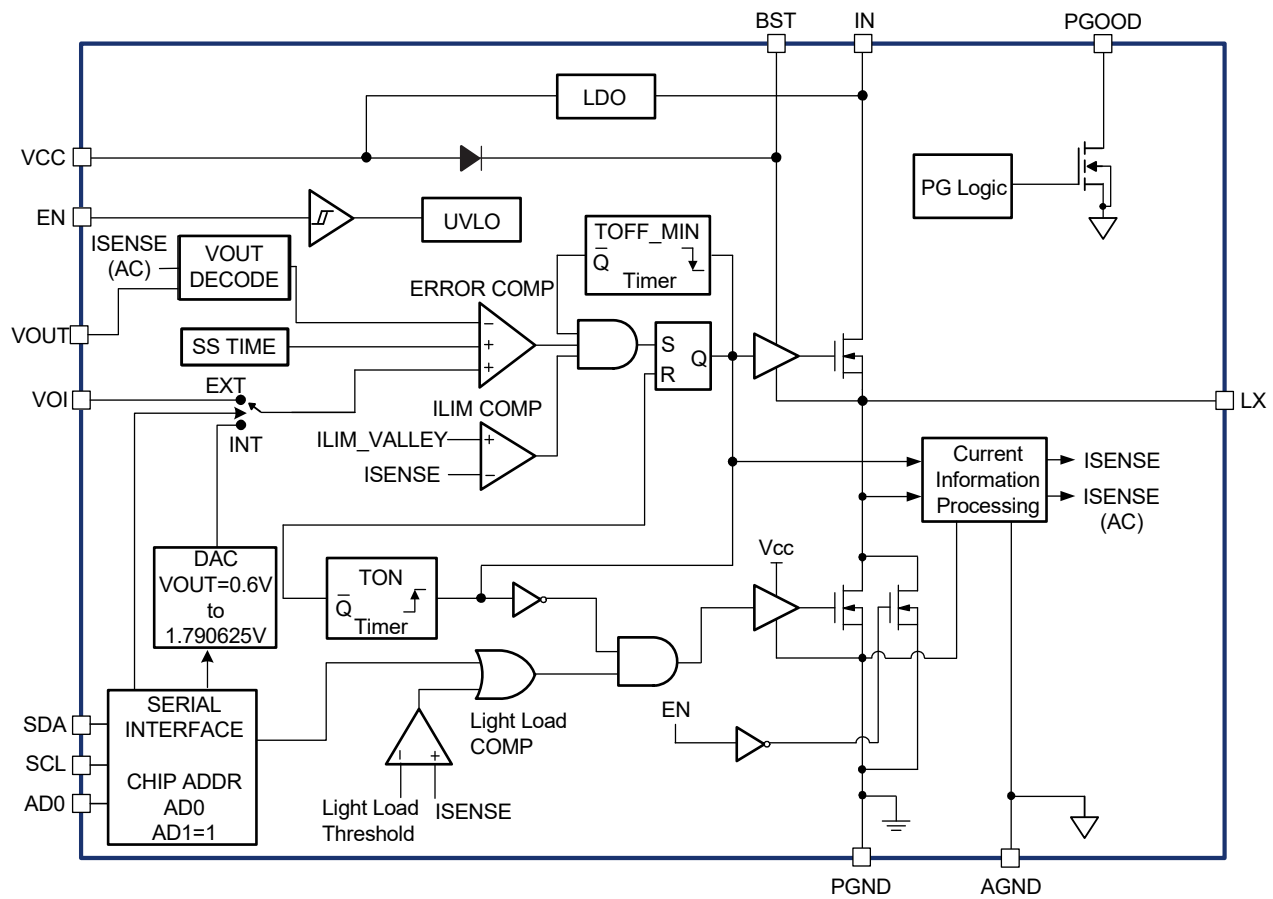 BST
IN
PGOOD
LDO
VCC
PG Logic
EN
UVLO
ISENSE
(AC)
VOUT
DECODE
TOFF_MIN
Q̅
Timer
ERROR COMP
VOUT
−
+
+
SS TIME
S
R
Q
EXT
VOI
LX
INT
ILIM COMP
ILIM_VALLEY
+
ISENSE
−
Current
Information
Processing
ISENSE
ISENSE
(AC)
DAC
VOUT=0.6V
to
1.790625V
TON
Q̅
Timer
Vcc
SERIAL
INTERFACE
CHIP ADDR
AD0
AD1=1
SDA
SCL
AD0
Light Load
COMP
−
+
Light Load
Threshold
ISENSE
EN
PGND
AGND